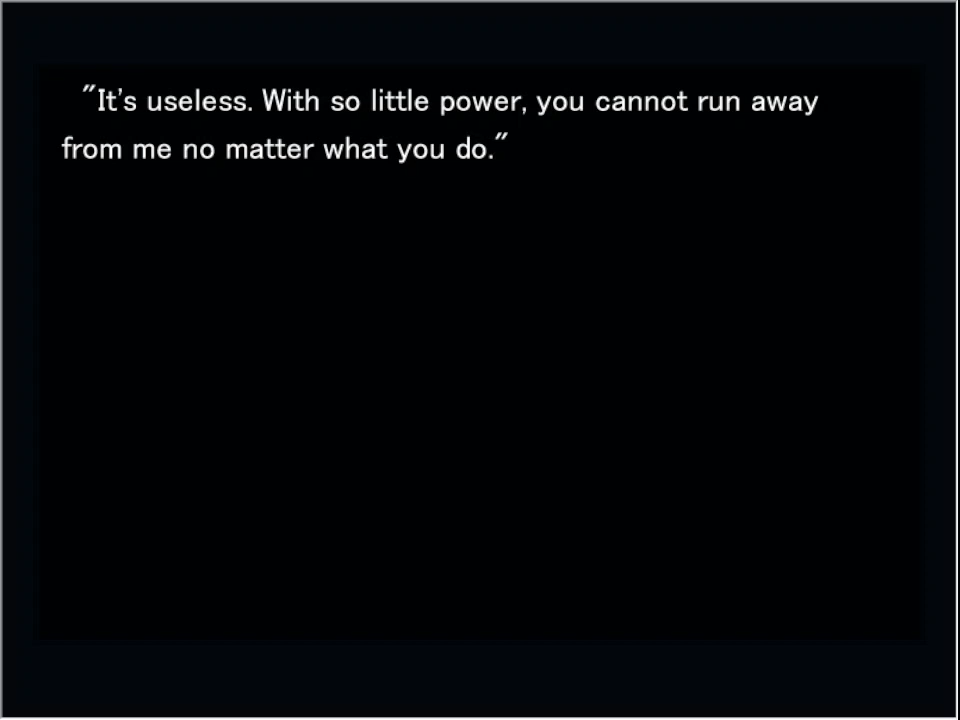 "It's useless. With so little power, you cannot run away
from me no matter what you do."